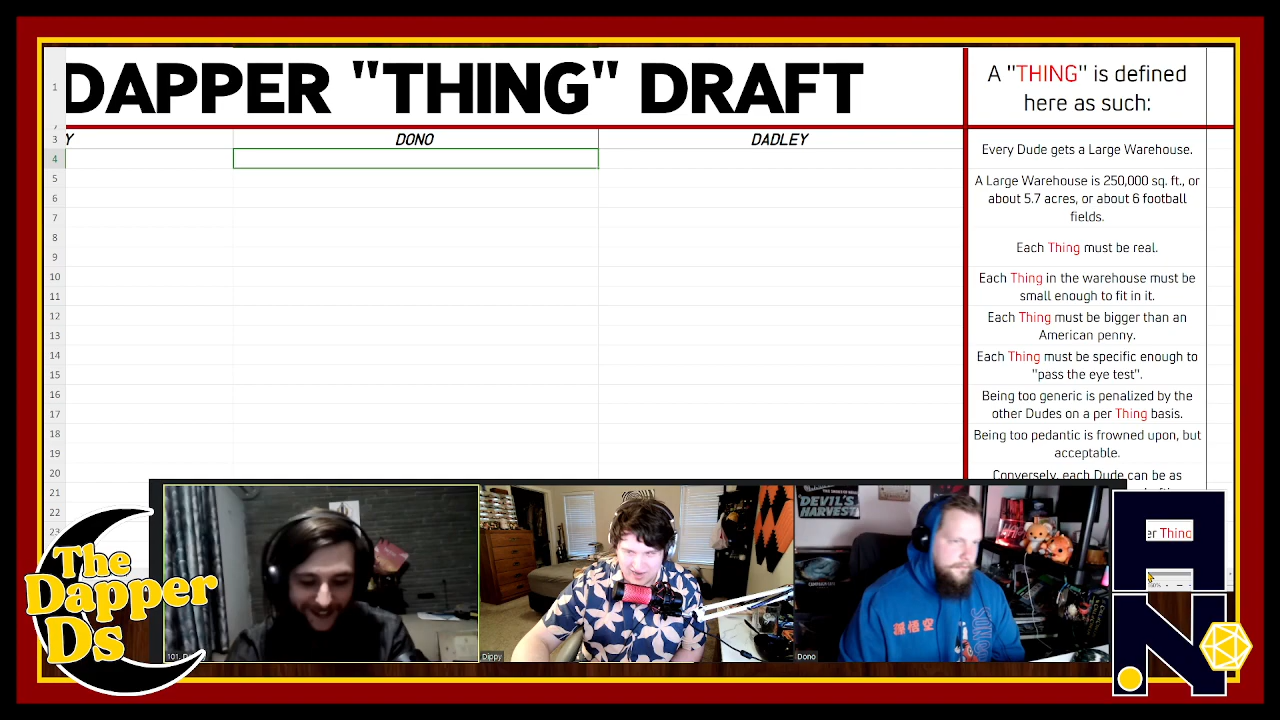 1
DAPPER "THING" DRAFT
A "THING" is defined
here as such:
3
Y
DONO
DADLEY
4
Every Dude gets a Large Warehouse.
5
A Large Warehouse is 250,000 sq. ft., or
6
about 5.7 acres, or about 6 football
7
fields.
8
9
Each Thing must be real.
10
Each Thing in the warehouse must be
11
small enough to fit in it.
12
Each Thing must be bigger than an
13
American penny.
14
Each Thing must be specific enough to
15
"pass the eye test".
16
Being too generic is penalized by the
17
other Dudes on a per Thing basis.
18
Being too pedantic is frowned upon, but
19
acceptable.
20
Conversely, each Dude can be as
21
22
23
DEVIL'S
HARVEST
er Thing
孫悟空
The
Dapper
Ds
101. D
Dippy
Dono
N